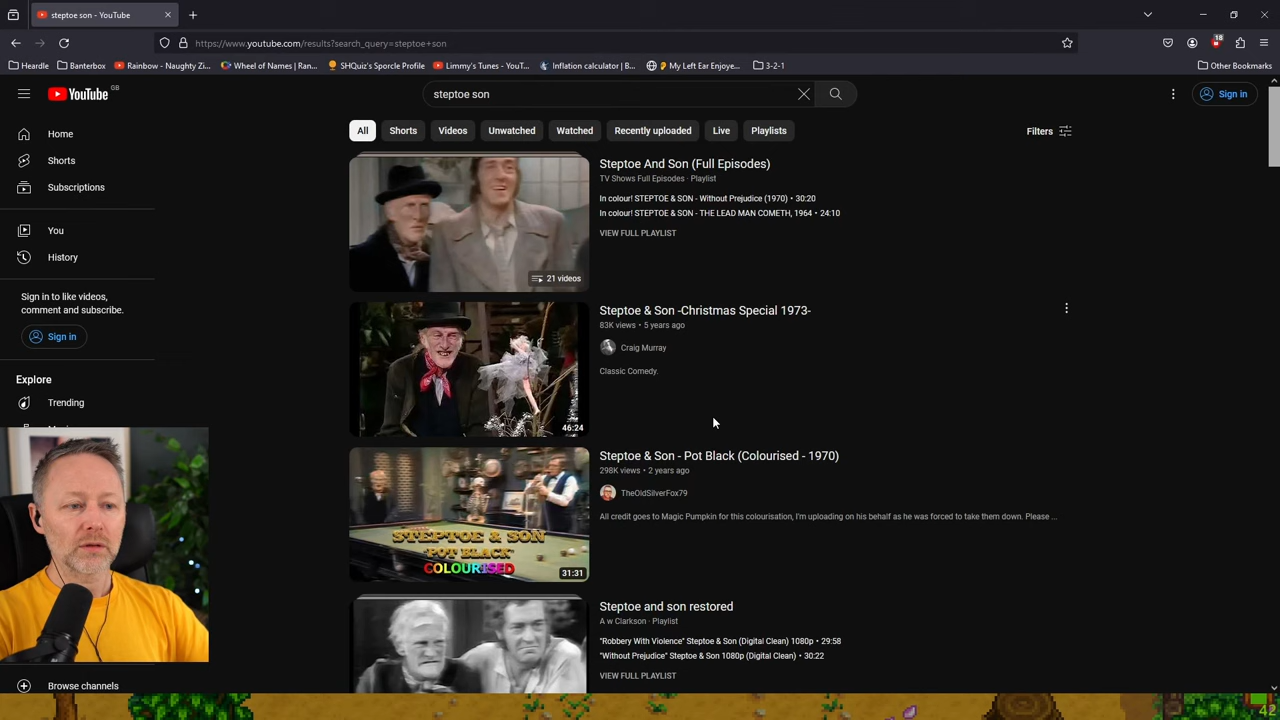 steptoe son - YouTube
https://www.youtube.com/results?search_query=steptoe+son
18
Heardle
Banterbox
Rainbow - Naughty Zi...
Wheel of Names | Ran...
SHQuiz's Sporcle Profile
Limmy's Tunes - YouT...
Inflation calculator | B...
My Left Ear Enjoye...
3-2-1
Other Bookmarks
YouTube GB
steptoe son
Sign in
Home
Shorts
Subscriptions
You
History
Sign in to like videos,
comment and subscribe.
Sign in
Explore
Trending
Browse channels
All
Shorts
Videos
Unwatched
Watched
Recently uploaded
Live
Playlists
Filters
21 videos
Steptoe And Son (Full Episodes)
TV Shows Full Episodes · Playlist
In colour! STEPTOE & SON - Without Prejudice (1970) • 30:20
In colour! STEPTOE & SON - THE LEAD MAN COMETH, 1964 • 24:10
VIEW FULL PLAYLIST
46:24
Steptoe & Son -Christmas Special 1973-
83K views • 5 years ago
Craig Murray
Classic Comedy.
STEPTOE & SON
"POT BLACK"
COLOURISED
31:31
Steptoe & Son - Pot Black (Colourised - 1970)
298K views • 2 years ago
TheOldSilverFox79
All credit goes to Magic Pumpkin for this colourisation, I'm uploading on his behalf as he was forced to take them down. Please ...
Steptoe and son restored
A w Clarkson · Playlist
"Robbery With Violence" Steptoe & Son (Digital Clean) 1080p • 29:58
"Without Prejudice" Steptoe & Son 1080p (Digital Clean) • 30:22
VIEW FULL PLAYLIST
42